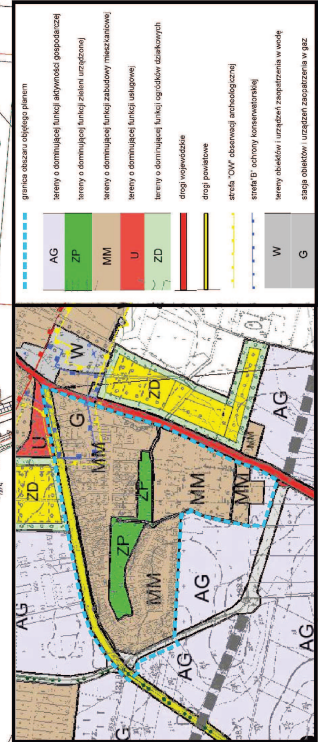 granica obszaru objętego planem
AG
tereny o dominującej funkcji aktywności gospodarczej
ZP
tereny o dominującej funkcji zieleni urządzonej
MM
tereny o dominującej funkcji zabudowy mieszkaniowej
U
tereny o dominującej funkcji usługowej
ZD
tereny o dominującej funkcji ogródków działkowych
drogi wojewódzkie
drogi powiatowe
strefa "OW" obserwacji archeologicznej
strefa"B" ochrony konserwatorskiej
W
tereny obiektów i urządzeń zaopatrzenia w wodę
G
stacja obiektów i urządzeń zaopatrzenia w gaz
AG
ZD
U
W
G
MM
ZD
ZP
ZP
MM
MM
MM
MM
AG
AG
AG
AG
AG